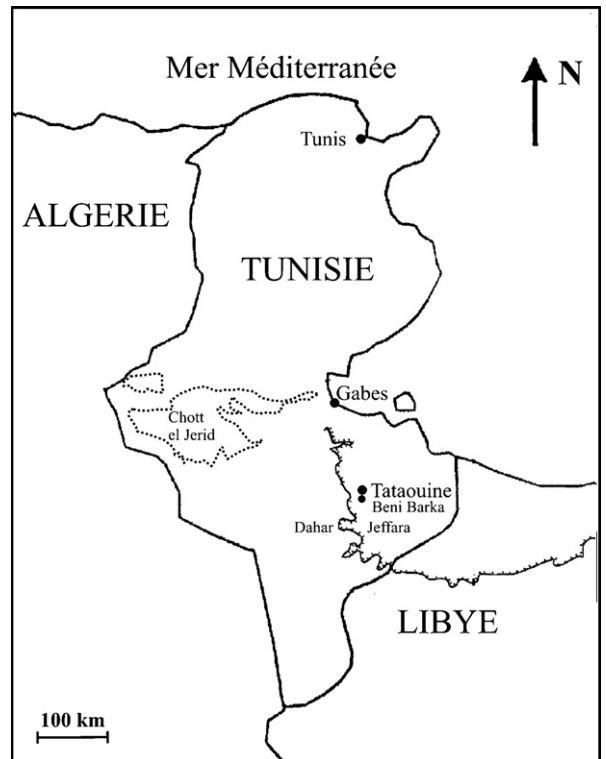 Mer Méditerranée
N
Tunis
ALGERIE
TUNISIE
Gabes
Chott
el Jerid
Tataouine
Beni Barka
Dahar
Jeffara
LIBYE
100 km